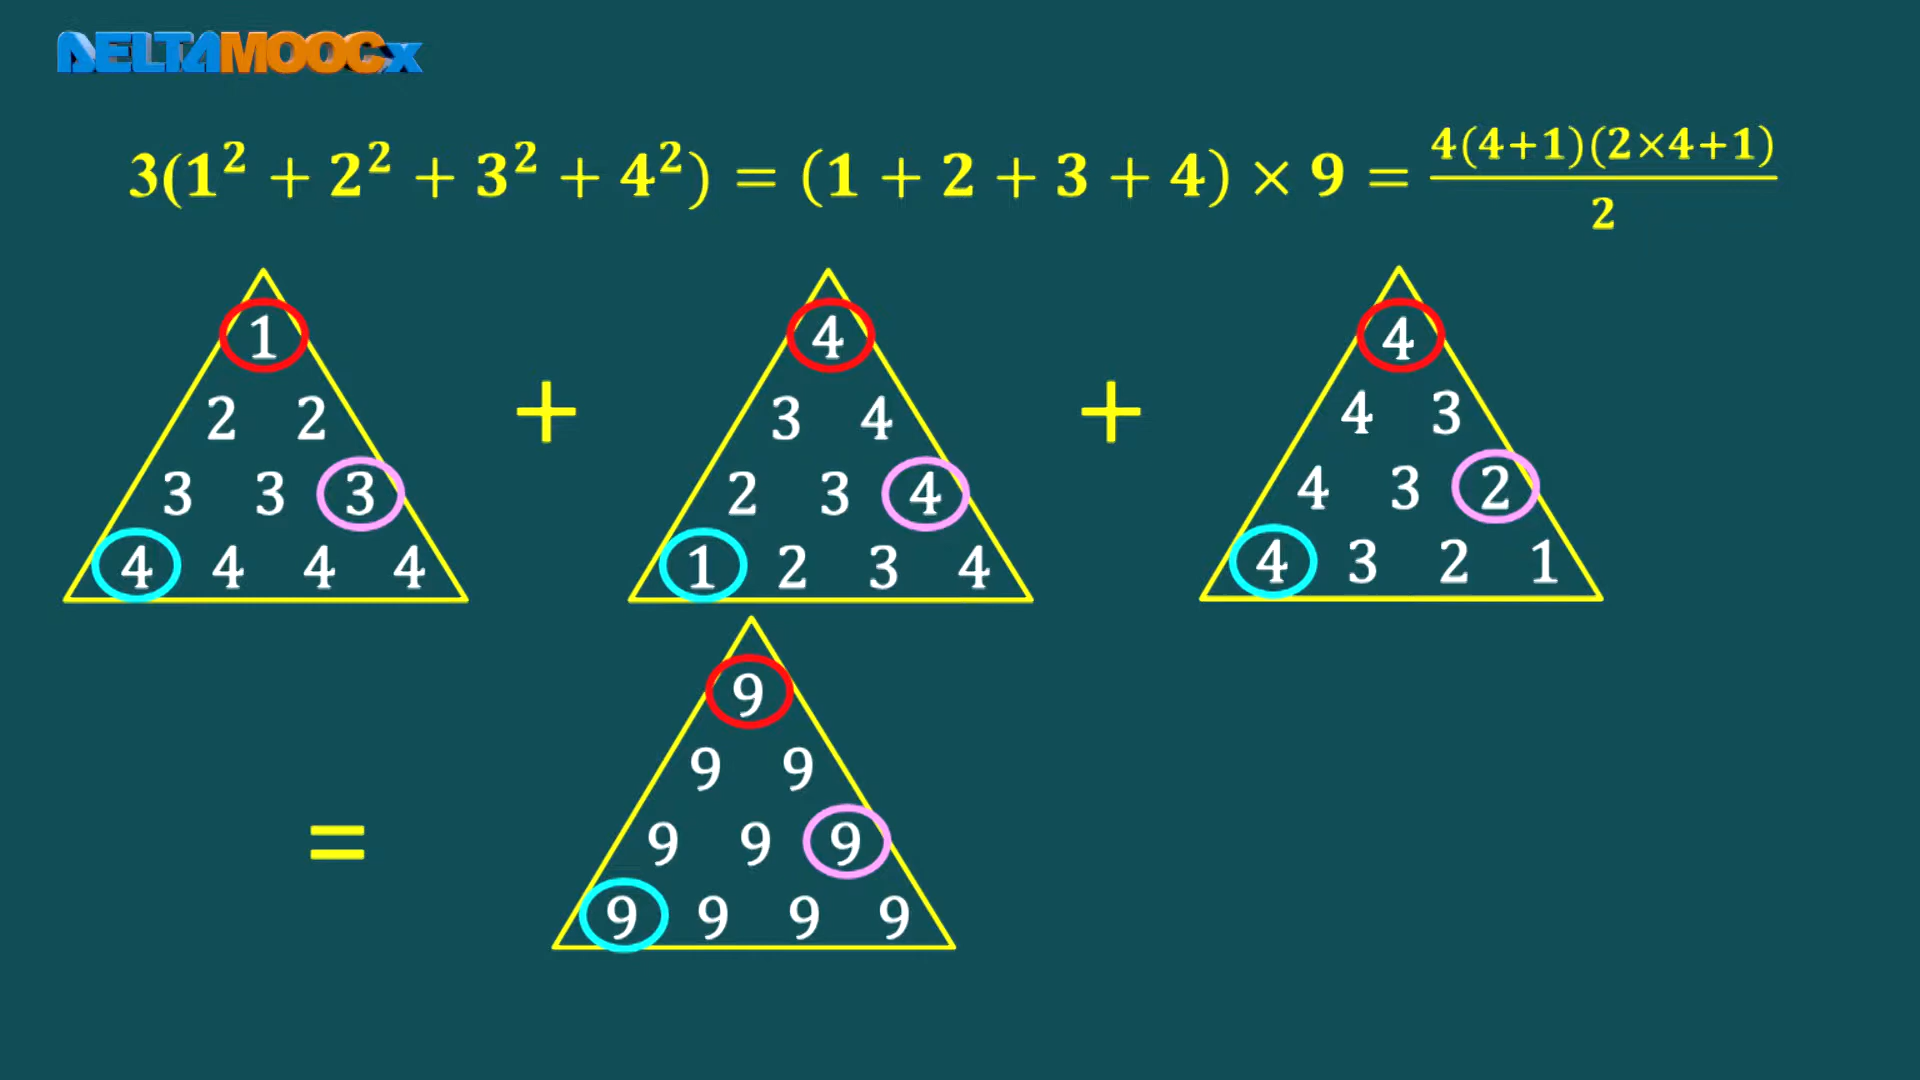 DELTAMOOCx
3(1² + 2² + 3² + 4²) = (1 + 2 + 3 + 4) × 9 = 4(4+1)(2×4+1)/2
1 4 4
2 2 3 4 4 3
+ +
3 3 3 2 3 4 4 3 2
4 4 4 4 1 2 3 4 4 3 2 1
9
9 9
= 9 9 9
9 9 9 9